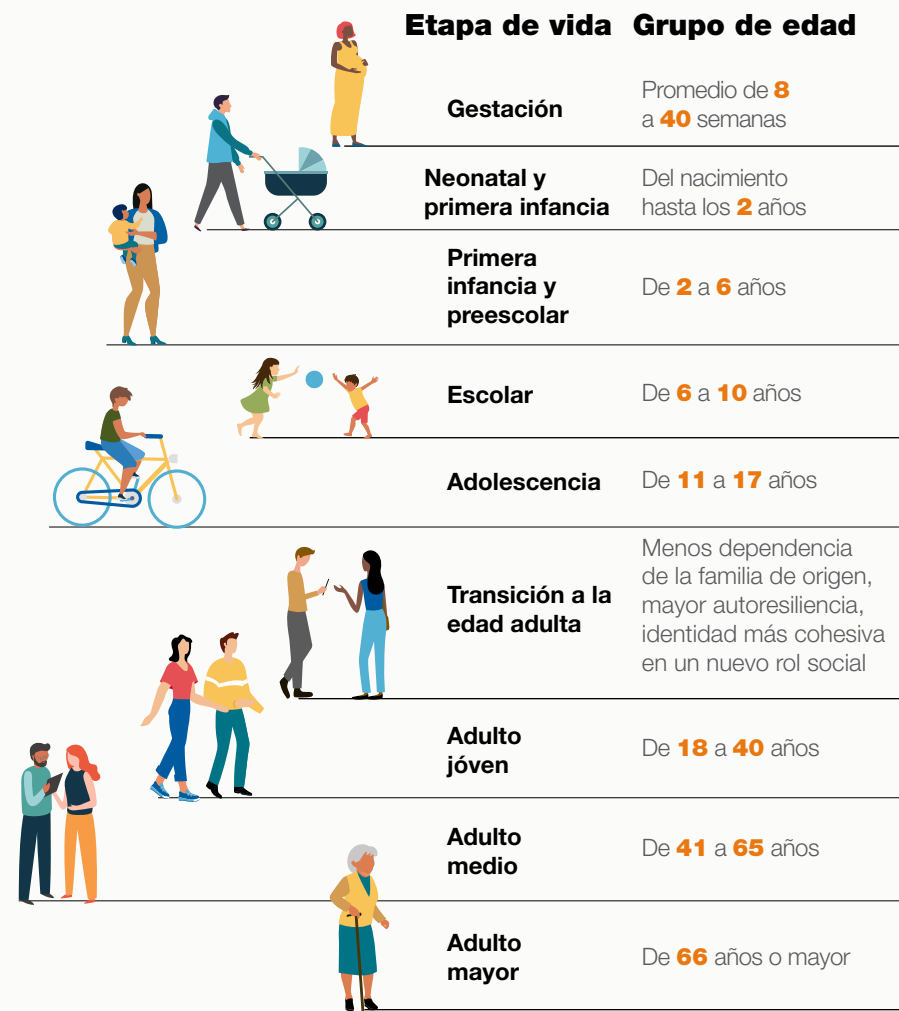 Etapa de vida Grupo de edad
Gestación
Promedio de 8
a 40 semanas
Neonatal y
primera infancia
Del nacimiento
hasta los 2 años
Primera
infancia y
preescolar
De 2 a 6 años
Escolar
De 6 a 10 años
Adolescencia
De 11 a 17 años
Transición a la
edad adulta
Menos dependencia
de la familia de origen,
mayor autoresiliencia,
identidad más cohesiva
en un nuevo rol social
Adulto
jóven
De 18 a 40 años
Adulto
medio
De 41 a 65 años
Adulto
mayor
De 66 años o mayor